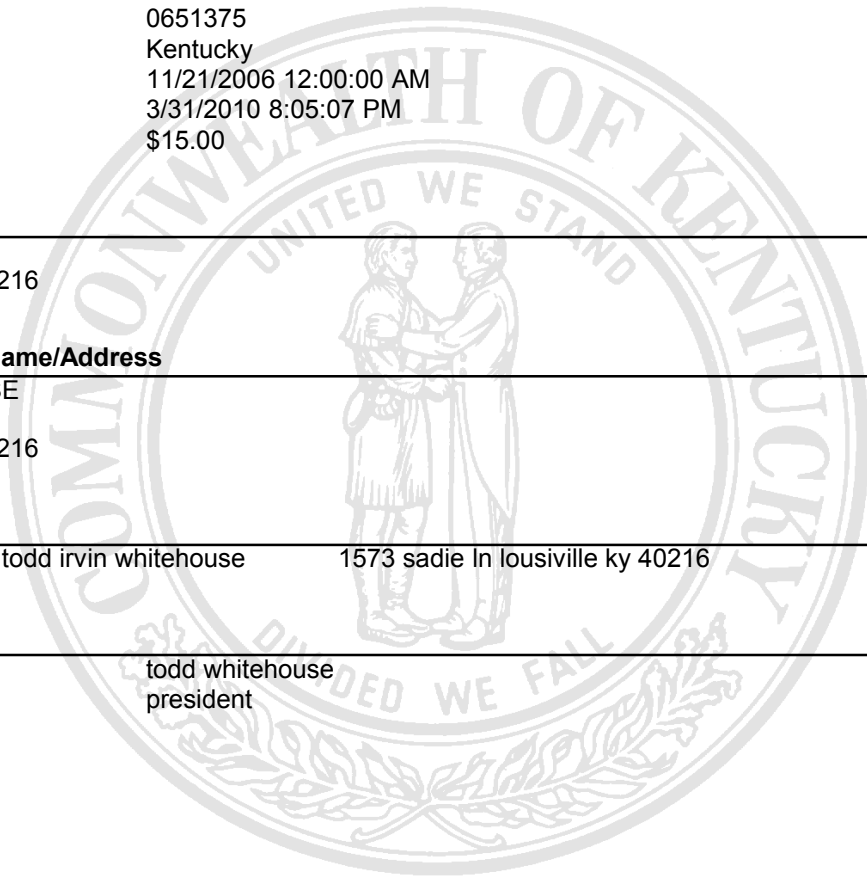 0651375
Kentucky
11/21/2006 12:00:00 AM
3/31/2010 8:05:07 PM
$15.00
COMMONWEALTH OF KENTUCKY
UNITED WE STAND
216
ame/Address
E
216
todd irvin whitehouse 1573 sadie ln lousiville ky 40216
todd whitehouse
president
DIVIDED WE FALL